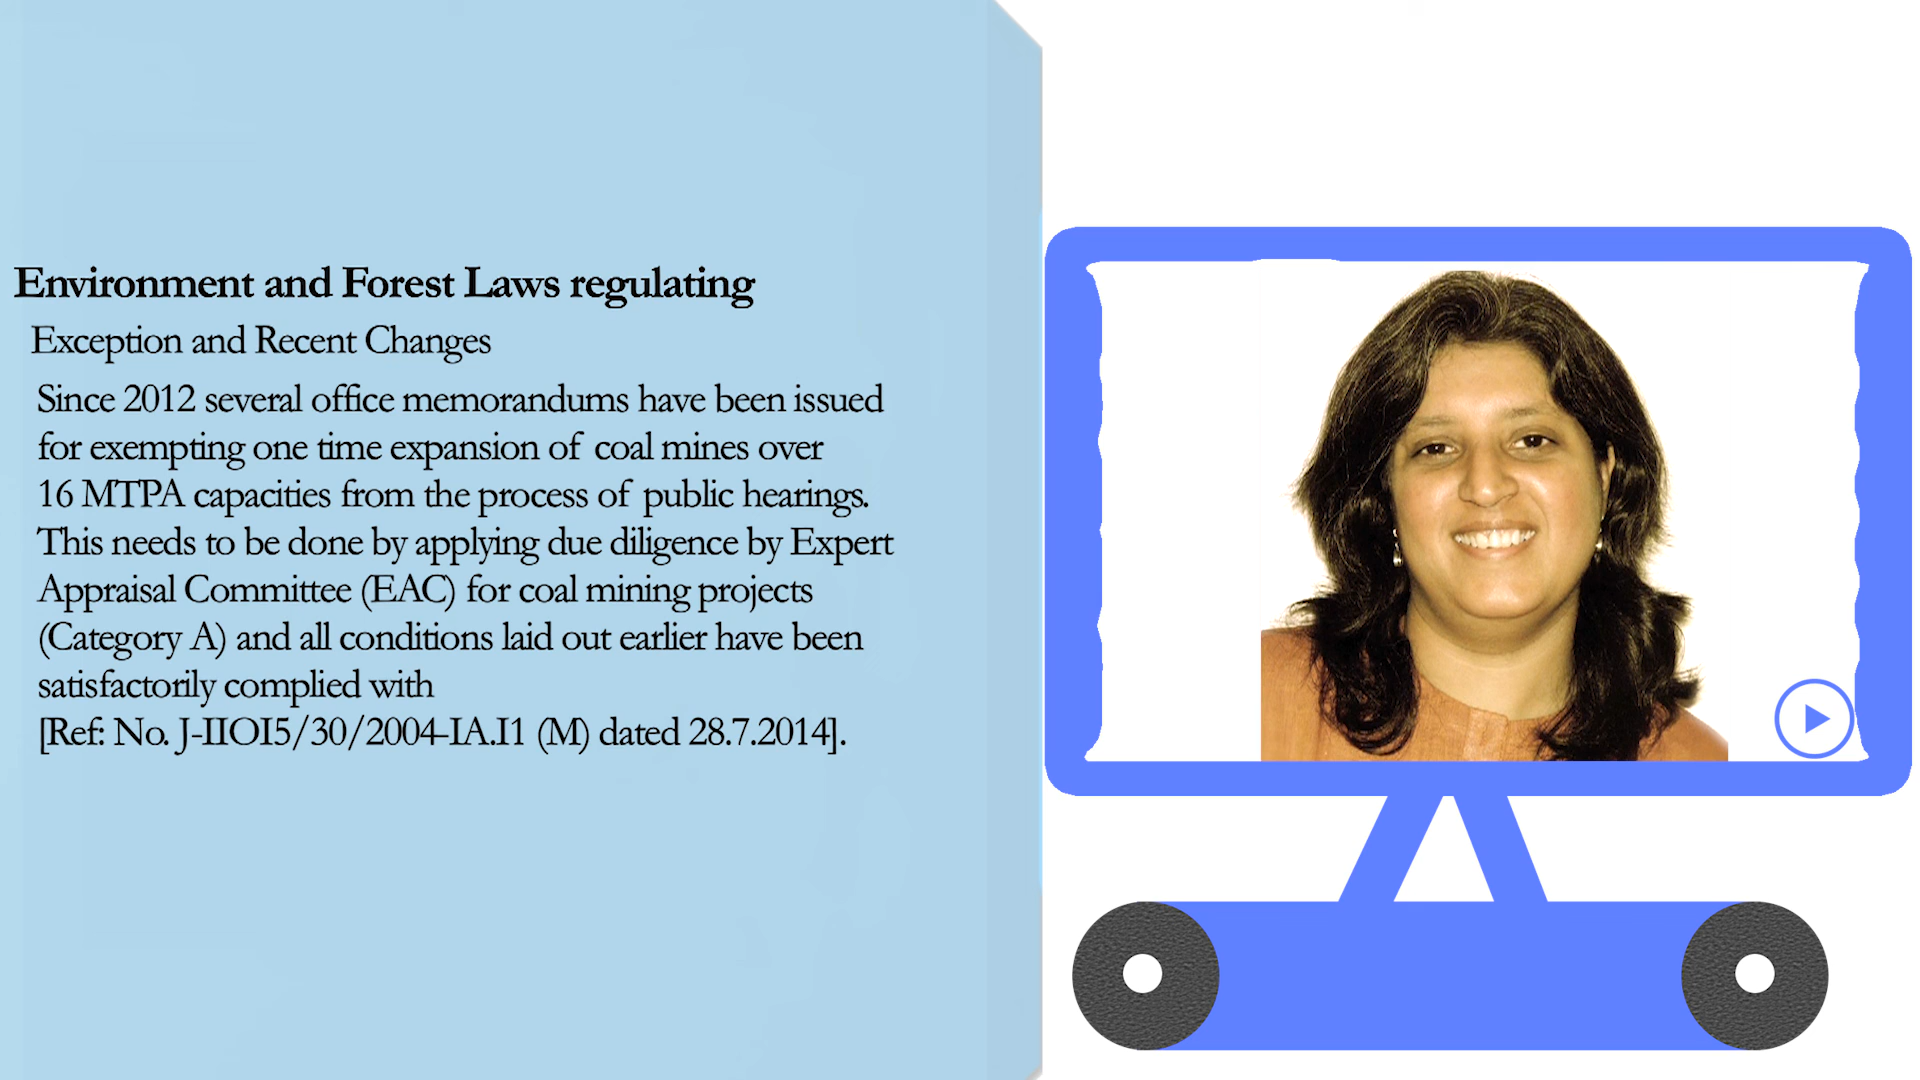 Environment and Forest Laws regulating
Exception and Recent Changes
Since 2012 several office memorandums have been issued
for exempting one time expansion of coal mines over
16 MTPA capacities from the process of public hearings.
This needs to be done by applying due diligence by Expert
Appraisal Committee (EAC) for coal mining projects
(Category A) and all conditions laid out earlier have been
satisfactorily complied with
[Ref: No. J-IIOI5/30/2004-IA.I1 (M) dated 28.7.2014].